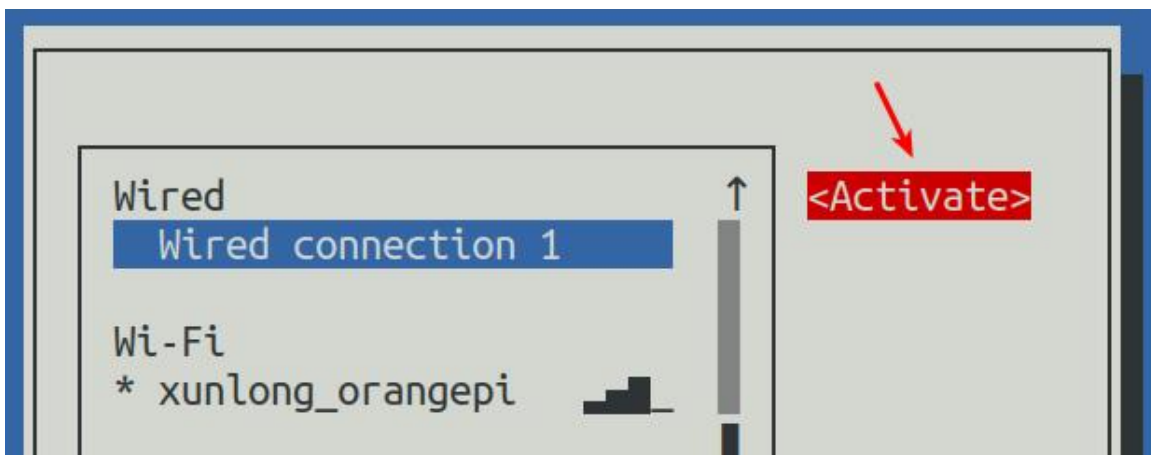 Wired
<Activate>
Wired connection 1
Wi-Fi
* xunlong_orangepi